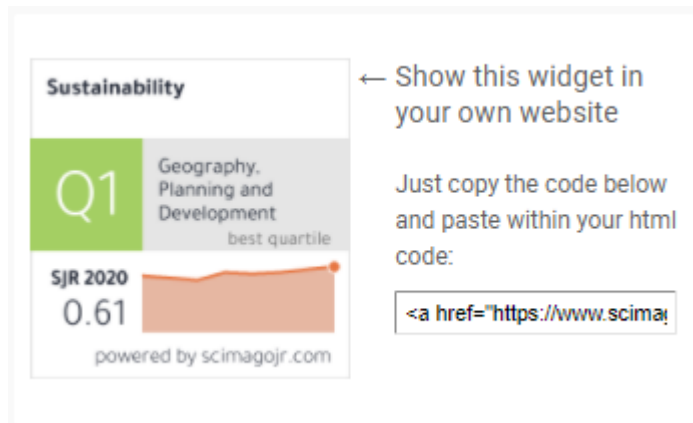 Sustainability
Q1
Geography,
Planning and
Development
best quartile
SJR 2020
0.61
powered by scimagojr.com
← Show this widget in
your own website
Just copy the code below
and paste within your html
code:
<a href="https://www.scimag